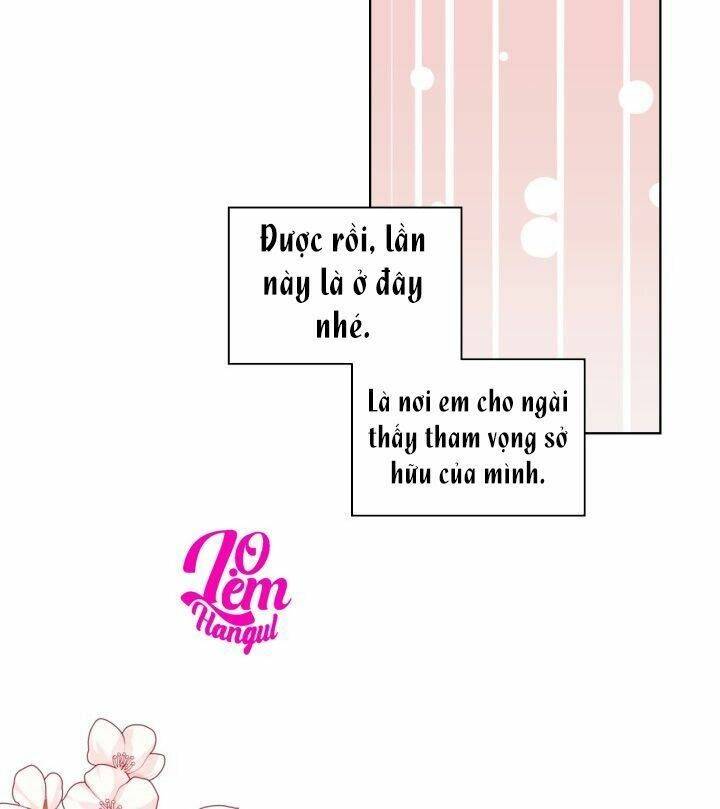 Được rồi, lần
này là ở đây
nhé.
Là nơi em cho ngài
thấy tham vọng sở
hữu của mình.
LO
Lem
Hangul